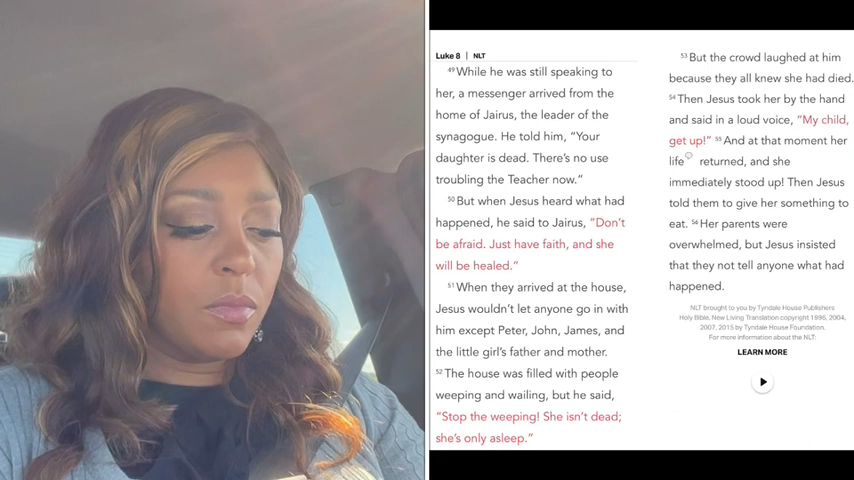 Luke 8 | NLT
49 While he was still speaking to
her, a messenger arrived from the
home of Jairus, the leader of the
synagogue. He told him, “Your
daughter is dead. There’s no use
troubling the Teacher now.”
50 But when Jesus heard what had
happened, he said to Jairus, “Don’t
be afraid. Just have faith, and she
will be healed.”
51 When they arrived at the house,
Jesus wouldn’t let anyone go in with
him except Peter, John, James, and
the little girl’s father and mother.
52 The house was filled with people
weeping and wailing, but he said,
“Stop the weeping! She isn’t dead;
she’s only asleep.”
53 But the crowd laughed at him
because they all knew she had died.
54 Then Jesus took her by the hand
and said in a loud voice, “My child,
get up!” 55 And at that moment her
life returned, and she
immediately stood up! Then Jesus
told them to give her something to
eat. 56 Her parents were
overwhelmed, but Jesus insisted
that they not tell anyone what had
happened.
NLT brought to you by Tyndale House Publishers
Holy Bible, New Living Translation copyright 1996, 2004,
2007, 2015 by Tyndale House Foundation.
For more information about the NLT:
LEARN MORE